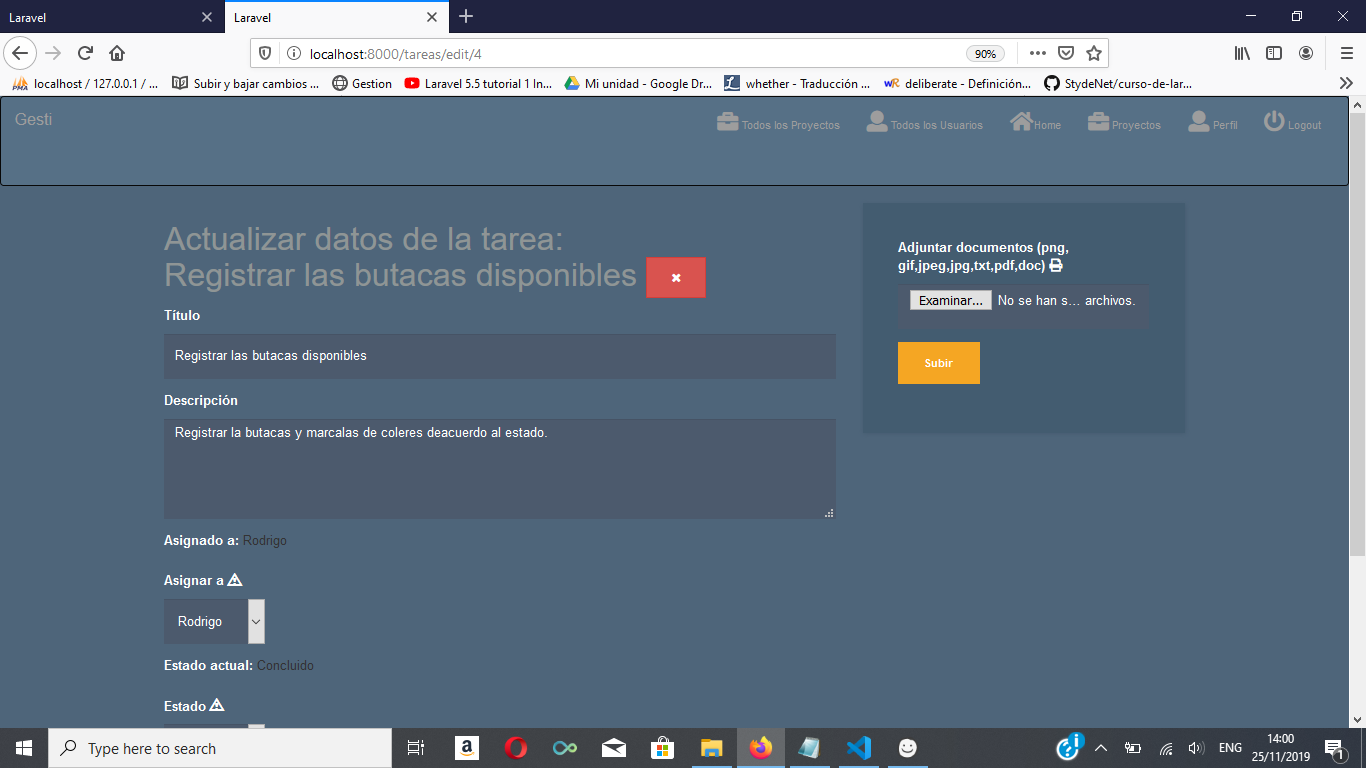 Laravel
Laravel
localhost:8000/tareas/edit/4
90%
localhost / 127.0.0.1 / ...
Subir y bajar cambios ...
Gestion
Laravel 5.5 tutorial 1 In...
Mi unidad - Google Dr...
whether - Traducción ...
deliberate - Definición...
StydeNet/curso-de-lar...
Gesti
Todos los Proyectos
Todos los Usuarios
Home
Proyectos
Perfil
Logout
Actualizar datos de la tarea:
Registrar las butacas disponibles
Título
Registrar las butacas disponibles
Descripción
Registrar la butacas y marcalas de coleres deacuerdo al estado.
Asignado a: Rodrigo
Asignar a
Rodrigo
Estado actual: Concluido
Estado
Adjuntar documentos (png,
gif,jpeg,jpg,txt,pdf,doc)
Examinar... No se han s... archivos.
Subir
Type here to search
ENG
14:00
25/11/2019
1